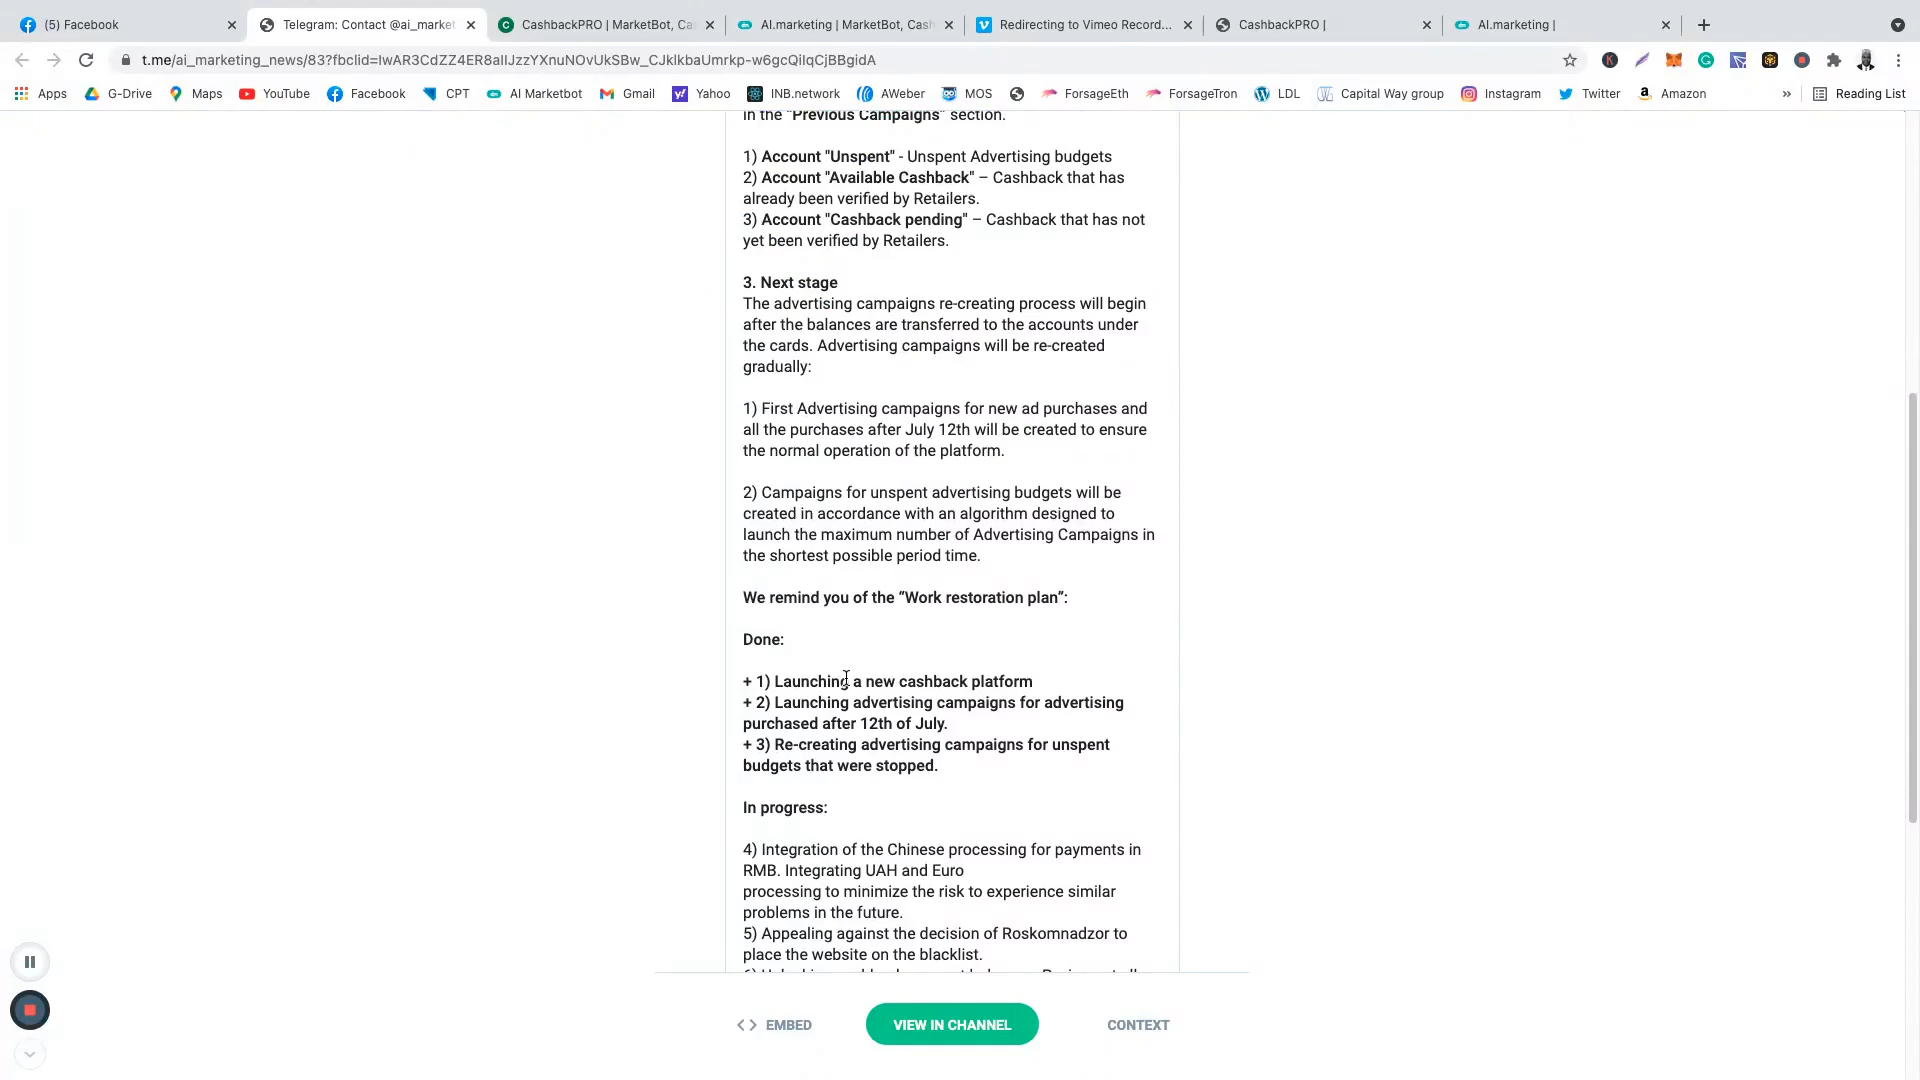 (5) Facebook
Telegram: Contact @ai_market
CashbackPRO | MarketBot, Ca
AI.marketing | MarketBot, Cash
Redirecting to Vimeo Record...
CashbackPRO |
AI.marketing |
t.me/ai_marketing_news/83?fbclid=IwAR3CdZZ4ER8aIIJzzYXnuNOvUkSBw_CJklkbaUmrkp-w6gcQiIqCjBBgidA
Apps G-Drive Maps YouTube Facebook CPT AI Marketbot Gmail Yahoo INB.network AWeber MOS ForsageEth ForsageTron LDL Capital Way group Instagram Twitter Amazon » Reading List
in the "Previous Campaigns" section.
1) Account "Unspent" - Unspent Advertising budgets
2) Account "Available Cashback" – Cashback that has
already been verified by Retailers.
3) Account "Cashback pending" – Cashback that has not
yet been verified by Retailers.
3. Next stage
The advertising campaigns re-creating process will begin
after the balances are transferred to the accounts under
the cards. Advertising campaigns will be re-created
gradually:
1) First Advertising campaigns for new ad purchases and
all the purchases after July 12th will be created to ensure
the normal operation of the platform.
2) Campaigns for unspent advertising budgets will be
created in accordance with an algorithm designed to
launch the maximum number of Advertising Campaigns in
the shortest possible period time.
We remind you of the “Work restoration plan”:
Done:
+ 1) Launching a new cashback platform
+ 2) Launching advertising campaigns for advertising
purchased after 12th of July.
+ 3) Re-creating advertising campaigns for unspent
budgets that were stopped.
In progress:
4) Integration of the Chinese processing for payments in
RMB. Integrating UAH and Euro
processing to minimize the risk to experience similar
problems in the future.
5) Appealing against the decision of Roskomnadzor to
place the website on the blacklist.
EMBED
VIEW IN CHANNEL
CONTEXT